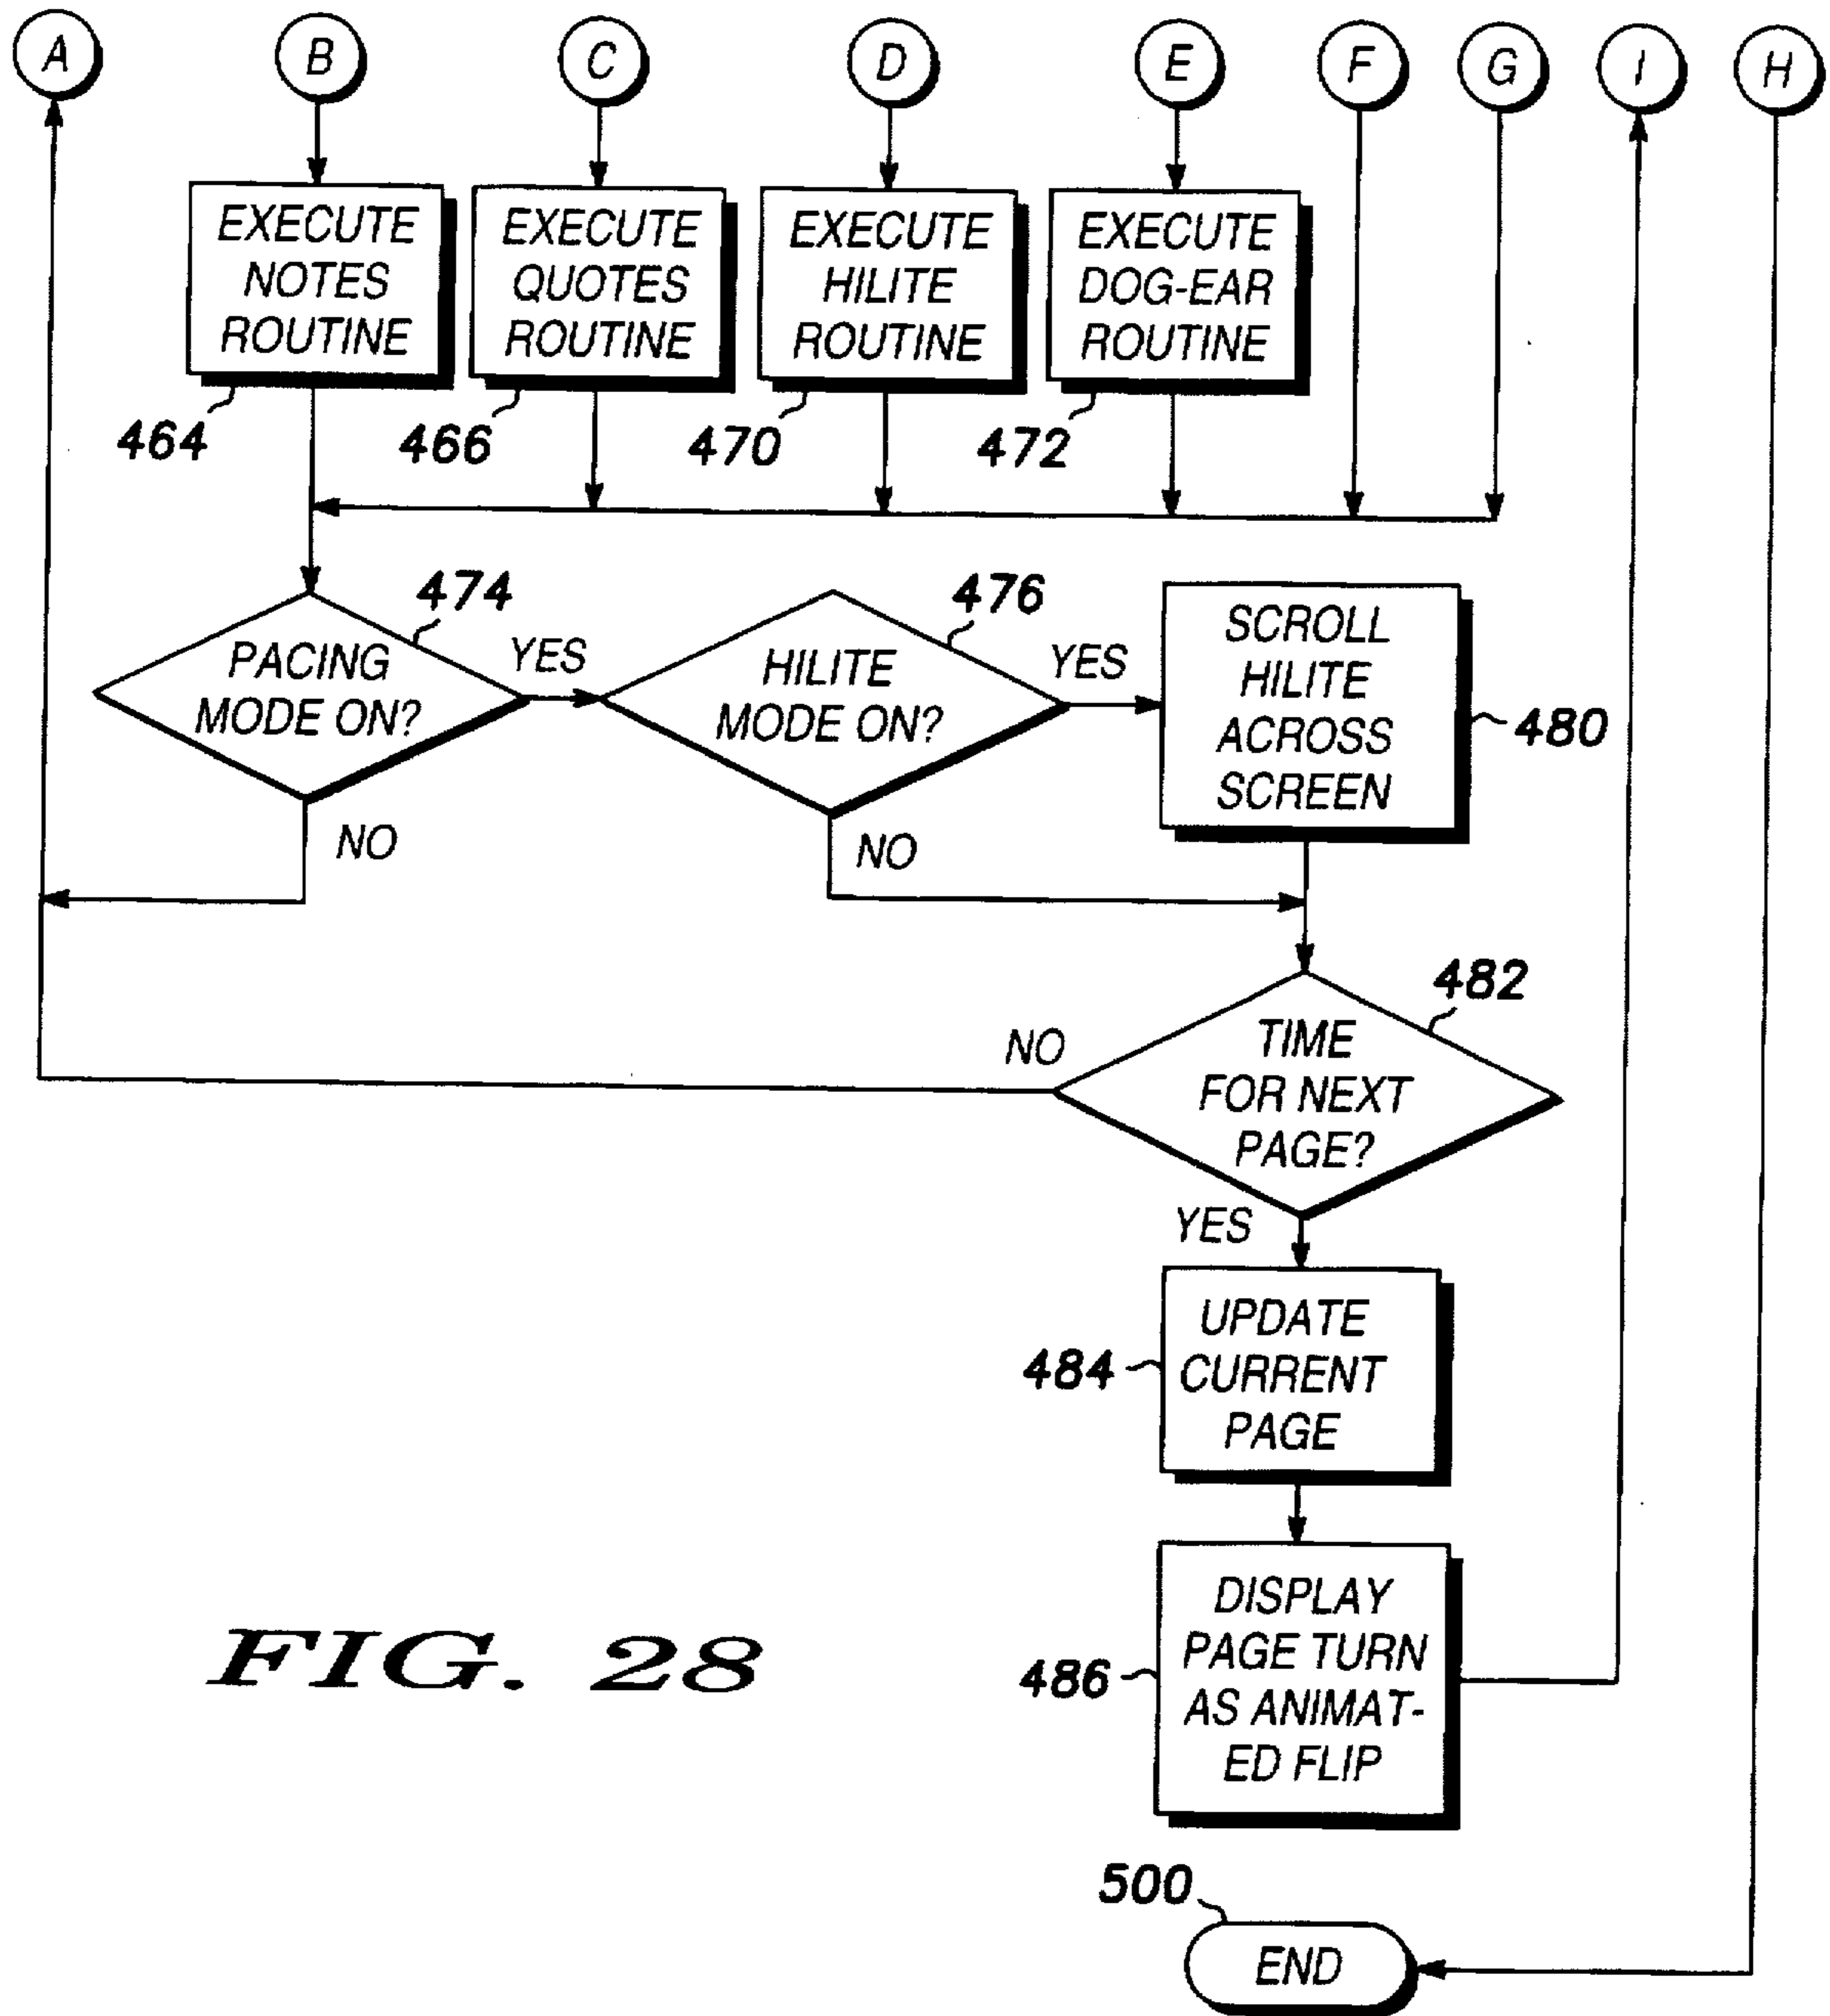 A B C D E F G I H
EXECUTE
NOTES
ROUTINE
464
EXECUTE
QUOTES
ROUTINE
466
EXECUTE
HILITE
ROUTINE
470
EXECUTE
DOG-EAR
ROUTINE
472
PACING
MODE ON?
474
YES
NO
HILITE
MODE ON?
476
YES
NO
SCROLL
HILITE
ACROSS
SCREEN
480
TIME
FOR NEXT
PAGE?
482
NO
YES
UPDATE
CURRENT
PAGE
484
DISPLAY
PAGE TURN
AS ANIMAT-
ED FLIP
486
FIG. 28
500
END